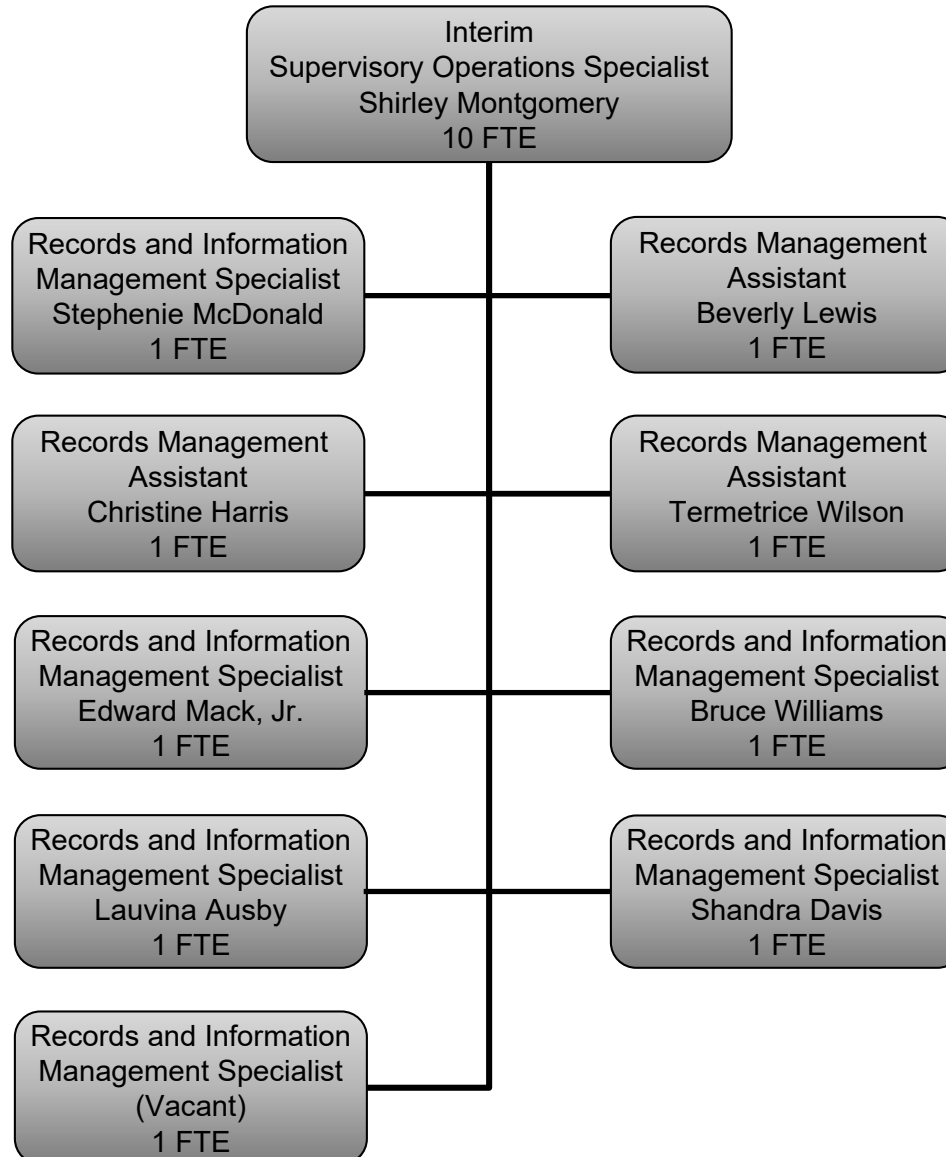 Interim
Supervisory Operations Specialist
Shirley Montgomery
10 FTE
Records and Information
Management Specialist
Stephenie McDonald
1 FTE
Records Management
Assistant
Beverly Lewis
1 FTE
Records Management
Assistant
Christine Harris
1 FTE
Records Management
Assistant
Termetrice Wilson
1 FTE
Records and Information
Management Specialist
Edward Mack, Jr.
1 FTE
Records and Information
Management Specialist
Bruce Williams
1 FTE
Records and Information
Management Specialist
Lauvina Ausby
1 FTE
Records and Information
Management Specialist
Shandra Davis
1 FTE
Records and Information
Management Specialist
(Vacant)
1 FTE